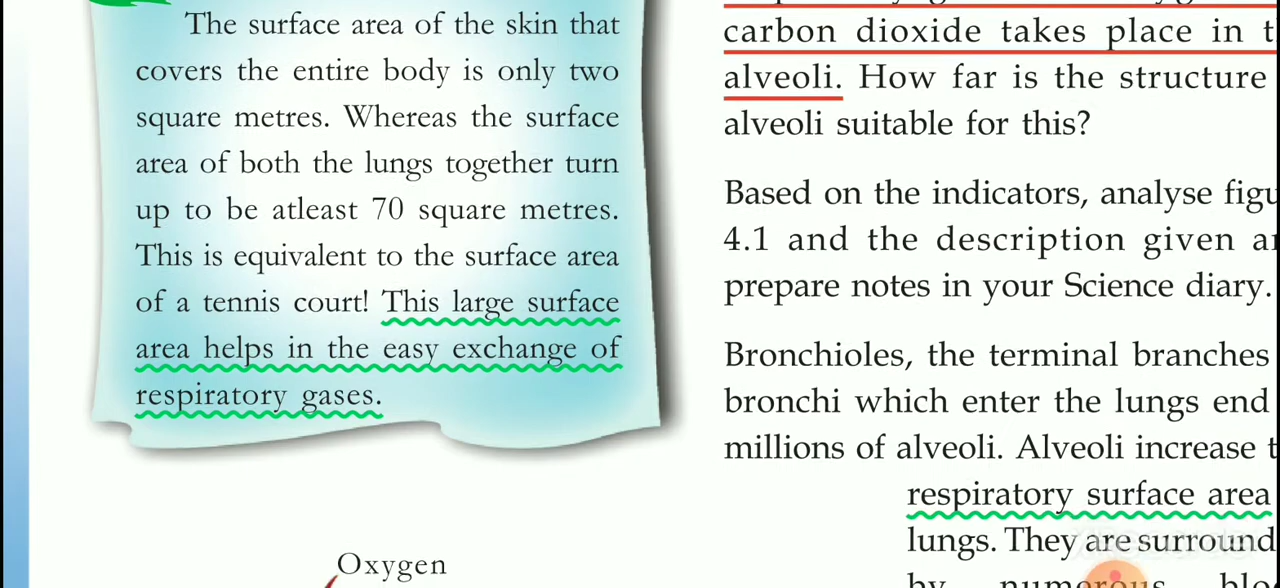 The surface area of the skin that
covers the entire body is only two
square metres. Whereas the surface
area of both the lungs together turn
up to be atleast 70 square metres.
This is equivalent to the surface area
of a tennis court! This large surface
area helps in the easy exchange of
respiratory gases.
Oxygen
carbon dioxide takes place in t
alveoli. How far is the structure
alveoli suitable for this?
Based on the indicators, analyse figu
4.1 and the description given a
prepare notes in your Science diary.
Bronchioles, the terminal branches
bronchi which enter the lungs end
millions of alveoli. Alveoli increase t
respiratory surface area
lungs. They are surround
by numerous blo